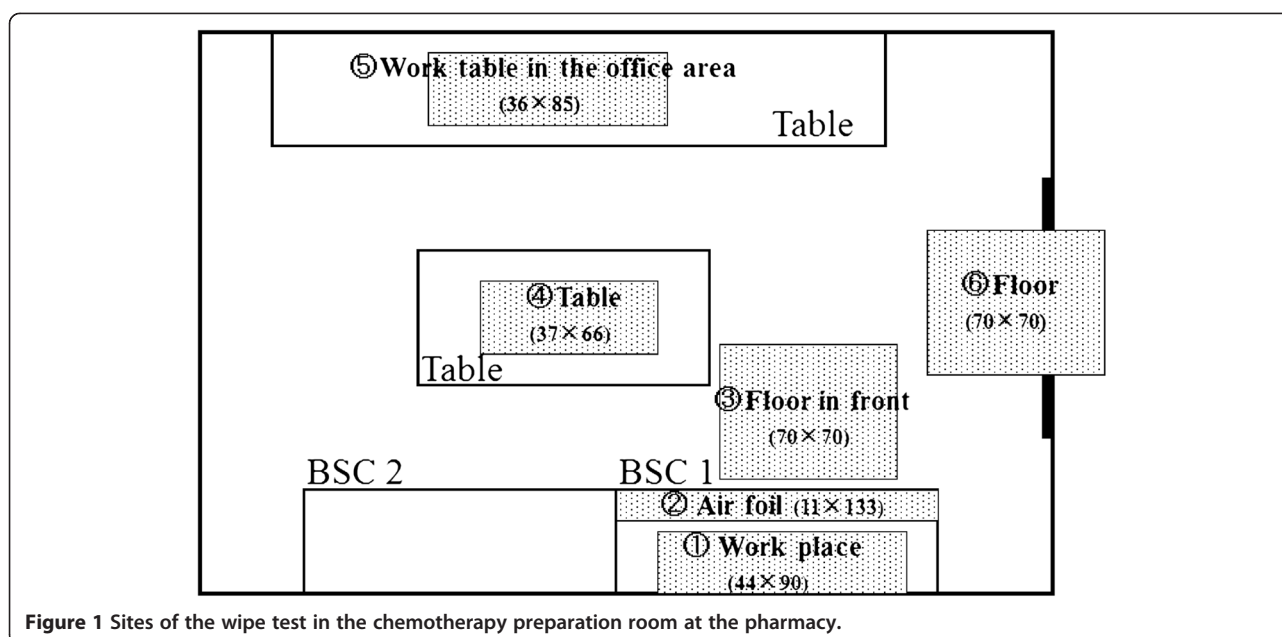 ⑤Work table in the office area
(36×85)
Table
④Table
(37×66)
Table
⑥Floor
(70×70)
③Floor in front
(70×70)
BSC 2
BSC 1
② Air foil (11×133)
① Work place
(44×90)
Figure 1 Sites of the wipe test in the chemotherapy preparation room at the pharmacy.